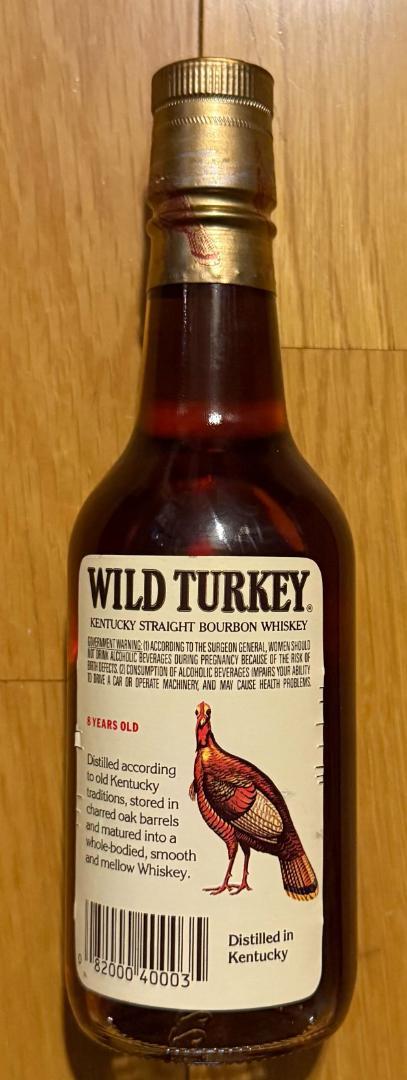 WILD TURKEY®
KENTUCKY STRAIGHT BOURBON WHISKEY
GOVERNMENT WARNING: (1) ACCORDING TO THE SURGEON GENERAL, WOMEN SHOULD
NOT DRINK ALCOHOLIC BEVERAGES DURING PREGNANCY BECAUSE OF THE RISK OF
BIRTH DEFECTS. (2) CONSUMPTION OF ALCOHOLIC BEVERAGES IMPAIRS YOUR ABILITY
TO DRIVE A CAR OR OPERATE MACHINERY, AND MAY CAUSE HEALTH PROBLEMS.
8 YEARS OLD
Distilled according
to old Kentucky
traditions, stored in
charred oak barrels
and matured into a
whole-bodied, smooth
and mellow Whiskey.
Distilled in
Kentucky
0 82000 40003